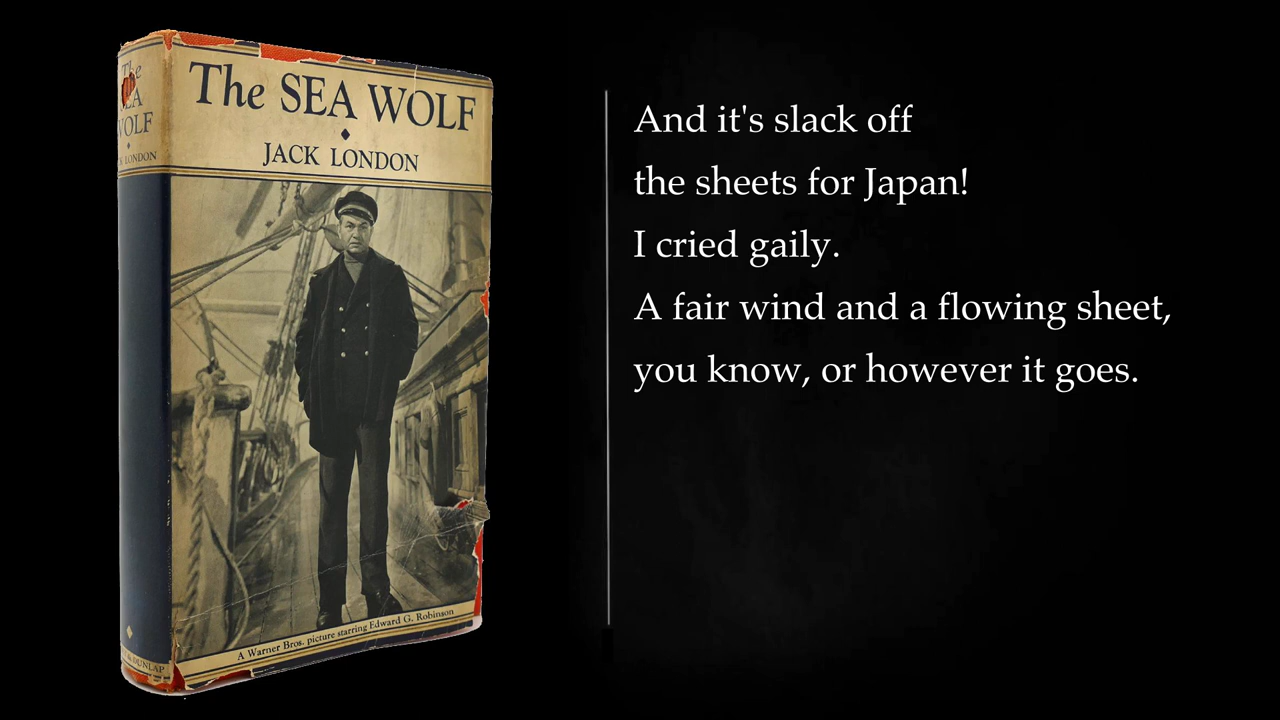 The SEA WOLF
JACK LONDON
A Warner Bros. picture starring Edward G. Robinson
The
SEA
WOLF
LONDON
DUNLAP
And it's slack off
the sheets for Japan!
I cried gaily.
A fair wind and a flowing sheet,
you know, or however it goes.